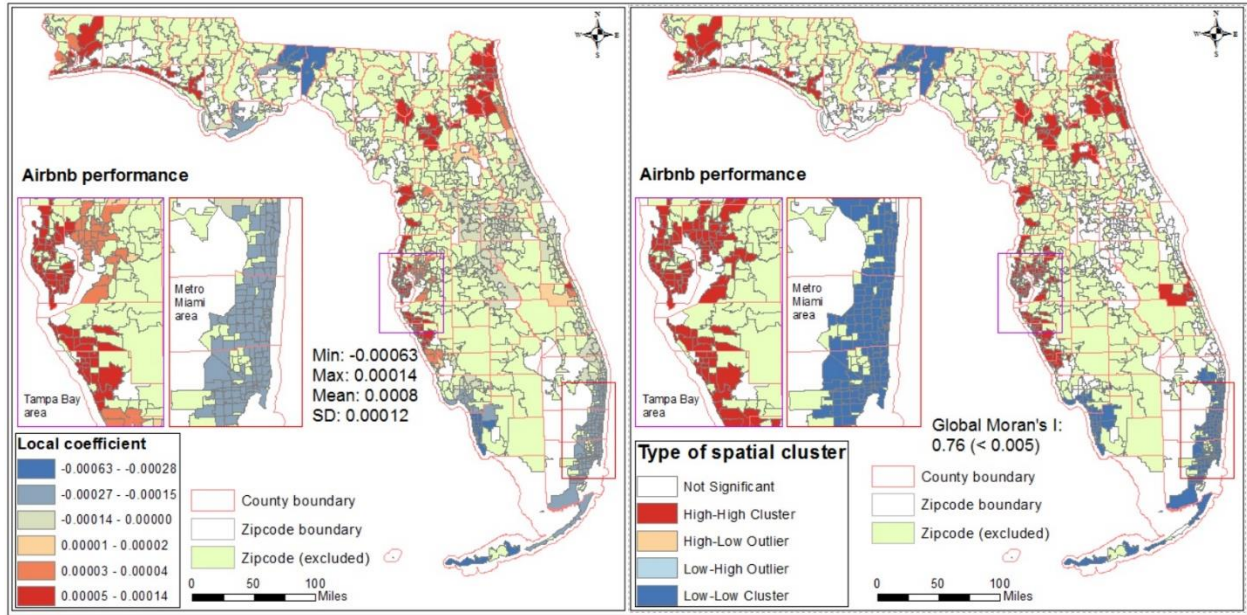 N
W E
S
Airbnb performance
Tampa Bay
area
Metro
Miami
area
Min: -0.00063
Max: 0.00014
Mean: 0.0008
SD: 0.00012
Local coefficient
-0.00063 - -0.00028
-0.00027 - -0.00015
-0.00014 - 0.00000
0.00001 - 0.00002
0.00003 - 0.00004
0.00005 - 0.00014
County boundary
Zipcode boundary
Zipcode (excluded)
0 50 100
Miles
N
W E
S
Airbnb performance
Tampa Bay
area
Metro
Miami
area
Global Moran's I:
0.76 (< 0.005)
Type of spatial cluster
Not Significant
High-High Cluster
High-Low Outlier
Low-High Outlier
Low-Low Cluster
County boundary
Zipcode boundary
Zipcode (excluded)
0 50 100
Miles